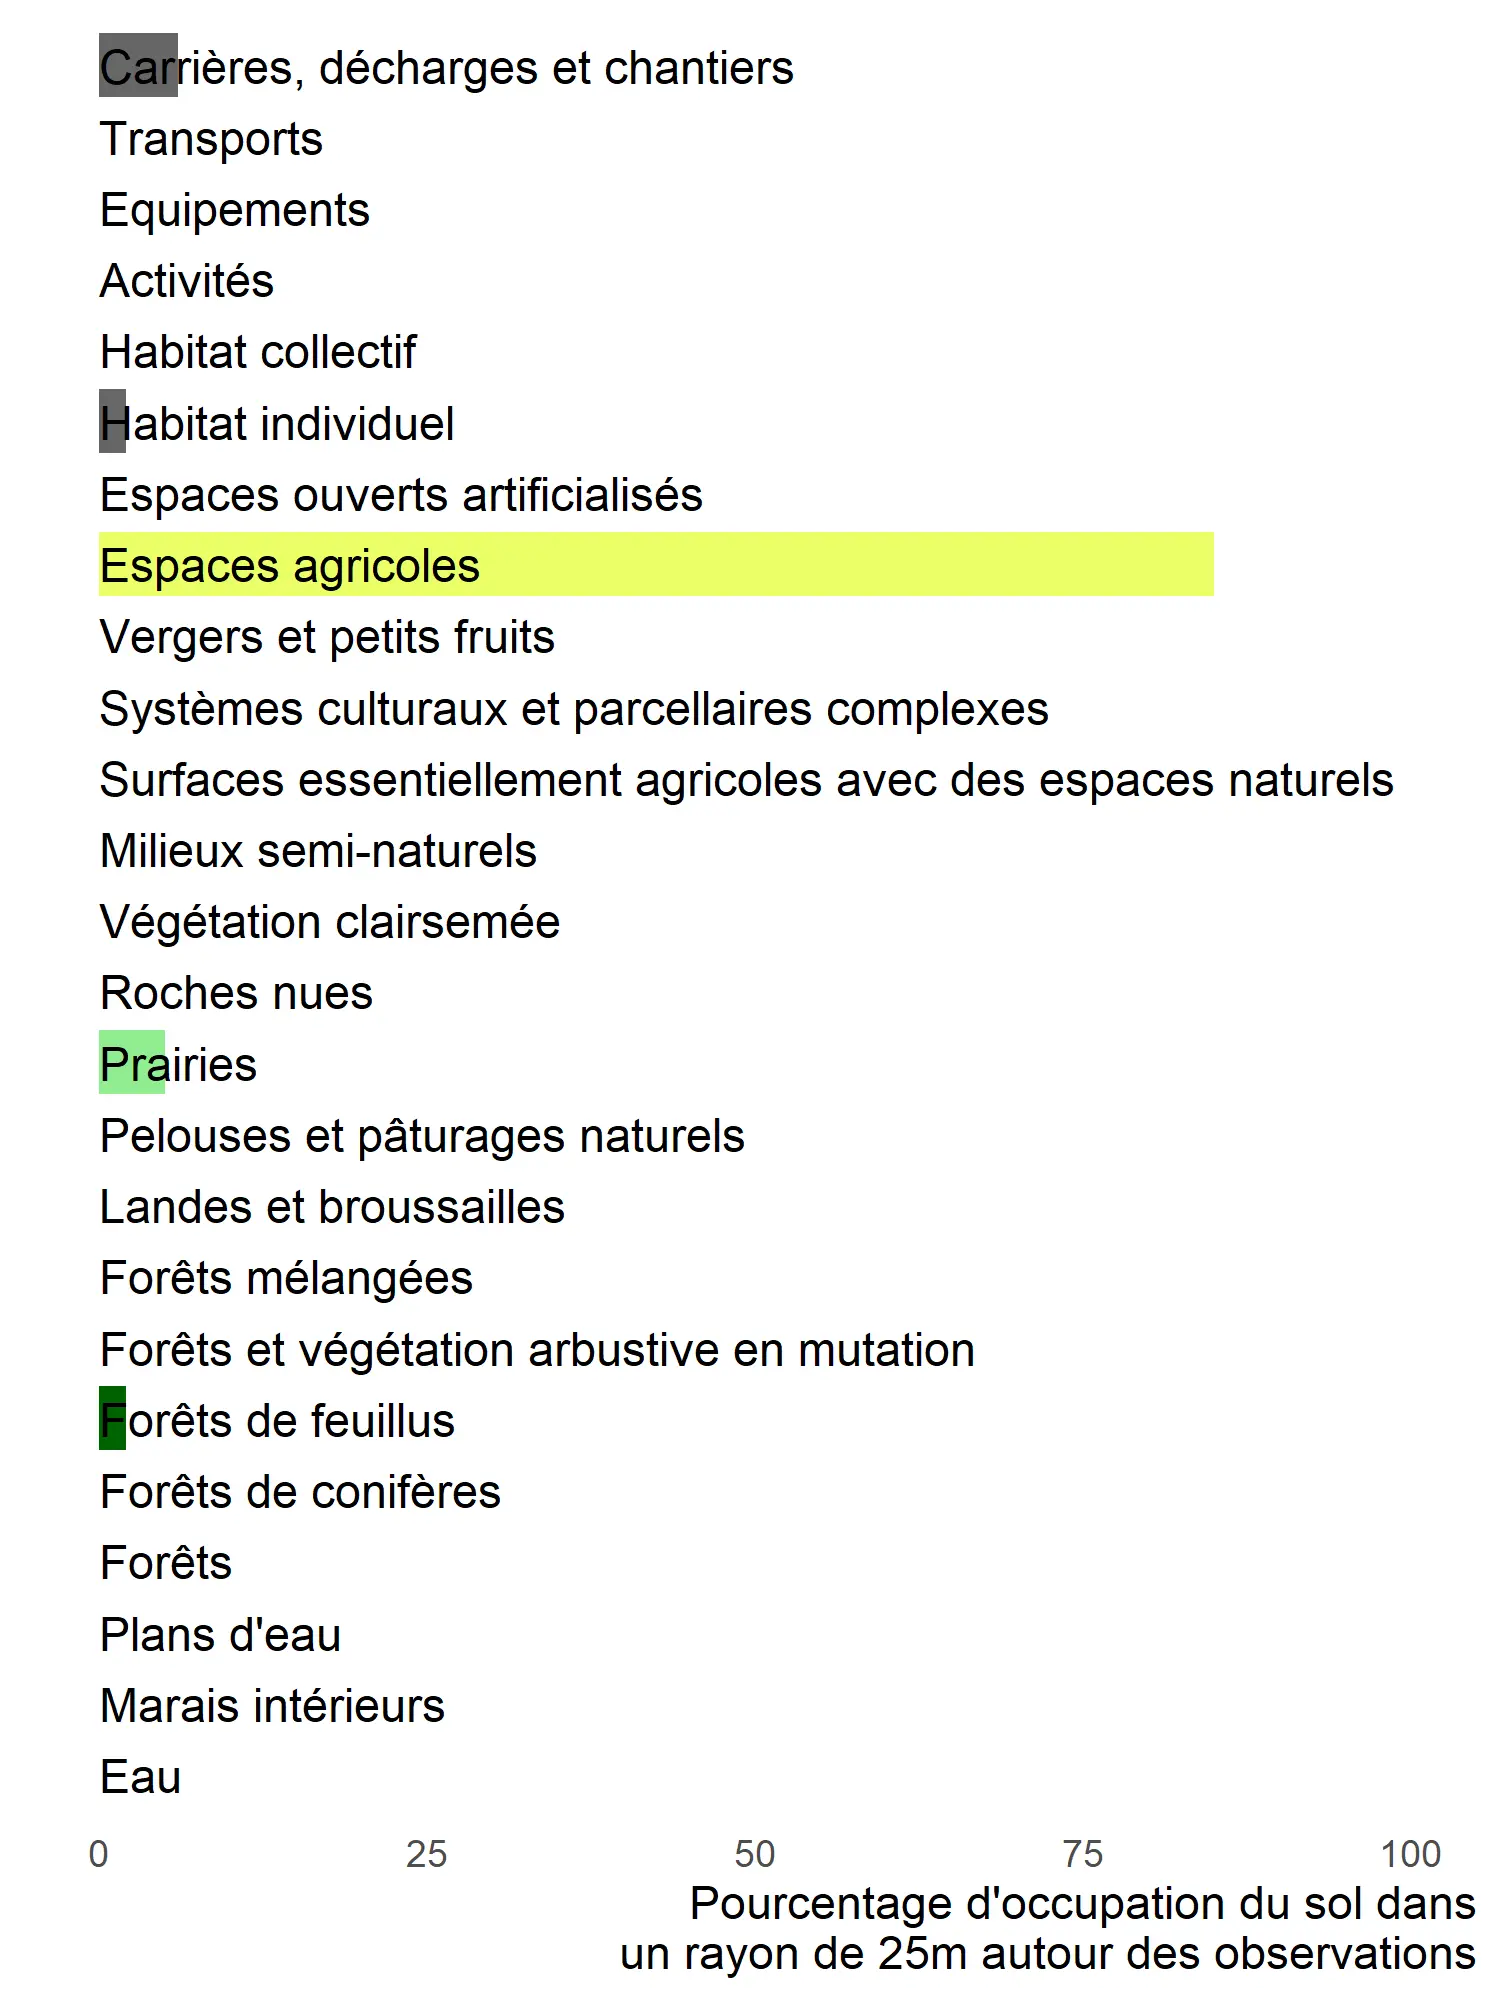 Carrières, décharges et chantiers
Transports
Equipements
Activités
Habitat collectif
Habitat individuel
Espaces ouverts artificialisés
Espaces agricoles
Vergers et petits fruits
Systèmes culturaux et parcellaires complexes
Surfaces essentiellement agricoles avec des espaces naturels
Milieux semi-naturels
Végétation clairsemée
Roches nues
Prairies
Pelouses et pâturages naturels
Landes et broussailles
Forêts mélangées
Forêts et végétation arbustive en mutation
Forêts de feuillus
Forêts de conifères
Forêts
Plans d'eau
Marais intérieurs
Eau
0 25 50 75 100
Pourcentage d'occupation du sol dans
un rayon de 25m autour des observations